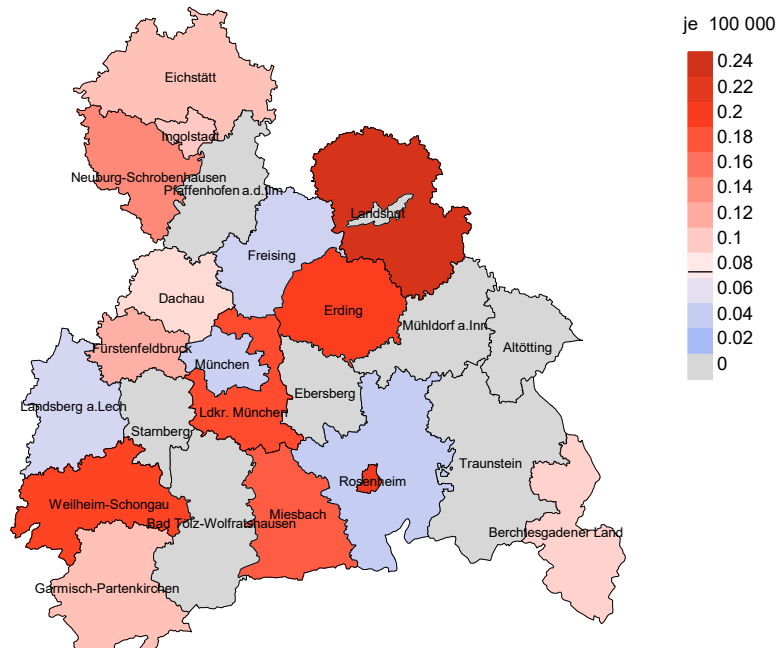 je 100 000
0.24
0.2
0.18
0.16
0.14
0.12
0.1
0.08
0.06
0.04
0.02
0
Eichstätt
Ingolstadt
Neuburg-Schrobenhausen
Pfaffenhofen a.d.Ilm
Landshut
Freising
Dachau
Erding
Mühldorf a.Inn
Altötting
Fürstenfeldbruck
München
Ebersberg
Landsberg a.Lech
Ldkr. München
Starnberg
Traunstein
Rosenheim
Weilheim-Schongau
Miesbach
Bad Tölz-Wolfratshausen
Berchtesgadener Land
Garmisch-Partenkirchen